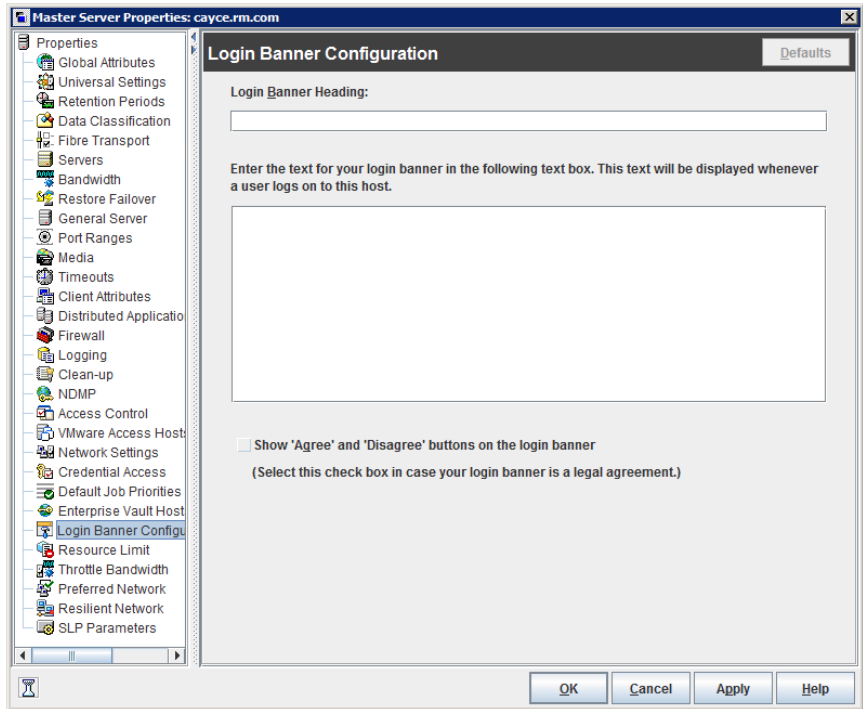 Master Server Properties: cayce.rm.com
Properties
Global Attributes
Universal Settings
Retention Periods
Data Classification
Fibre Transport
Servers
Bandwidth
Restore Failover
General Server
Port Ranges
Media
Timeouts
Client Attributes
Distributed Applicatio
Firewall
Logging
Clean-up
NDMP
Access Control
VMware Access Hosts
Network Settings
Credential Access
Default Job Priorities
Enterprise Vault Host
Login Banner Configu
Resource Limit
Throttle Bandwidth
Preferred Network
Resilient Network
SLP Parameters
Login Banner Configuration
Defaults
Login Banner Heading:
Enter the text for your login banner in the following text box. This text will be displayed whenever
a user logs on to this host.
Show 'Agree' and 'Disagree' buttons on the login banner
(Select this check box in case your login banner is a legal agreement.)
OK
Cancel
Apply
Help